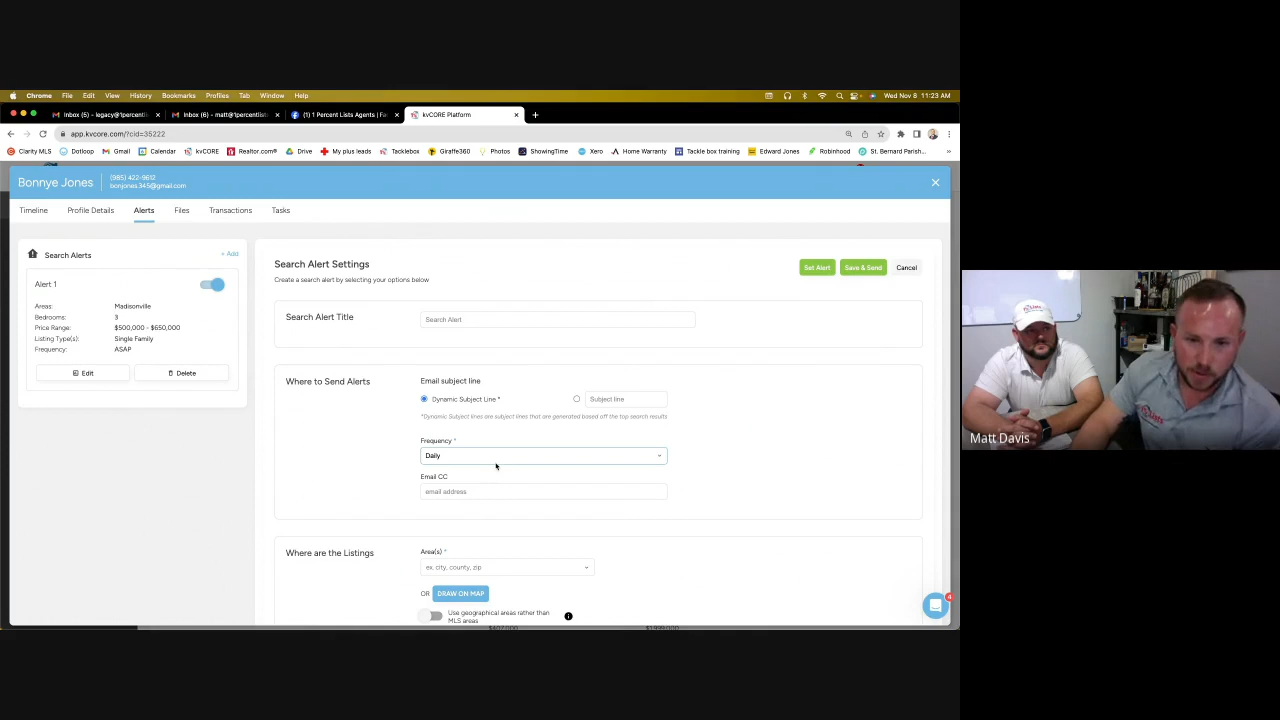 Chrome File Edit View History Bookmarks Profiles Tab Window Help Wed Nov 8 11:23 AM
Inbox (5) - legacy@1percentlis Inbox (6) - matt@1percentlists (1) 1 Percent Lists Agents | Fa kvCORE Platform
app.kvcore.com/?cid=35222
Clarity MLS Dotloop Gmail Calendar kvCORE Realtor.com® Drive My plus leads Tacklebox Giraffe360 Photos ShowingTime Xero Home Warranty Tackle box training Edward Jones Robinhood St. Bernard Parish... »
Bonnye Jones
(985) 422-9612
bonjones.345@gmail.com
Timeline Profile Details Alerts Files Transactions Tasks
Search Alerts + Add
Alert 1
Areas: Madisonville
Bedrooms: 3
Price Range: $500,000 - $650,000
Listing Type(s): Single Family
Frequency: ASAP
Edit Delete
Search Alert Settings
Create a search alert by selecting your options below
Set Alert Save & Send Cancel
Search Alert Title Search Alert
Where to Send Alerts
Email subject line
Dynamic Subject Line * Subject line
*Dynamic Subject lines are subject lines that are generated based off the top search results
Frequency *
Daily
Email CC
email address
Where are the Listings
Area(s) *
ex. city, county, zip
OR DRAW ON MAP
Use geographical areas rather than
MLS areas
4
Matt Davis